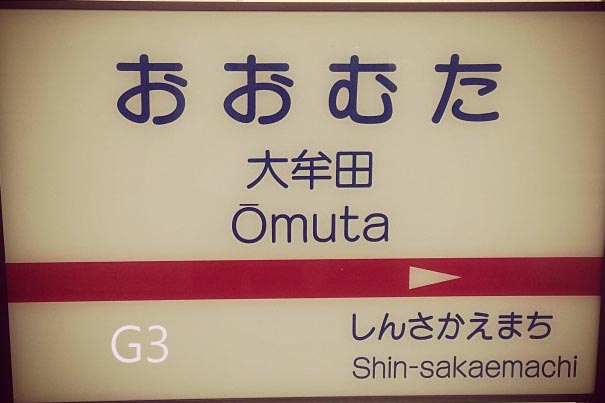 おおむた
大牟田
Ōmuta
G3
しんさかえまち
Shin-sakaemachi